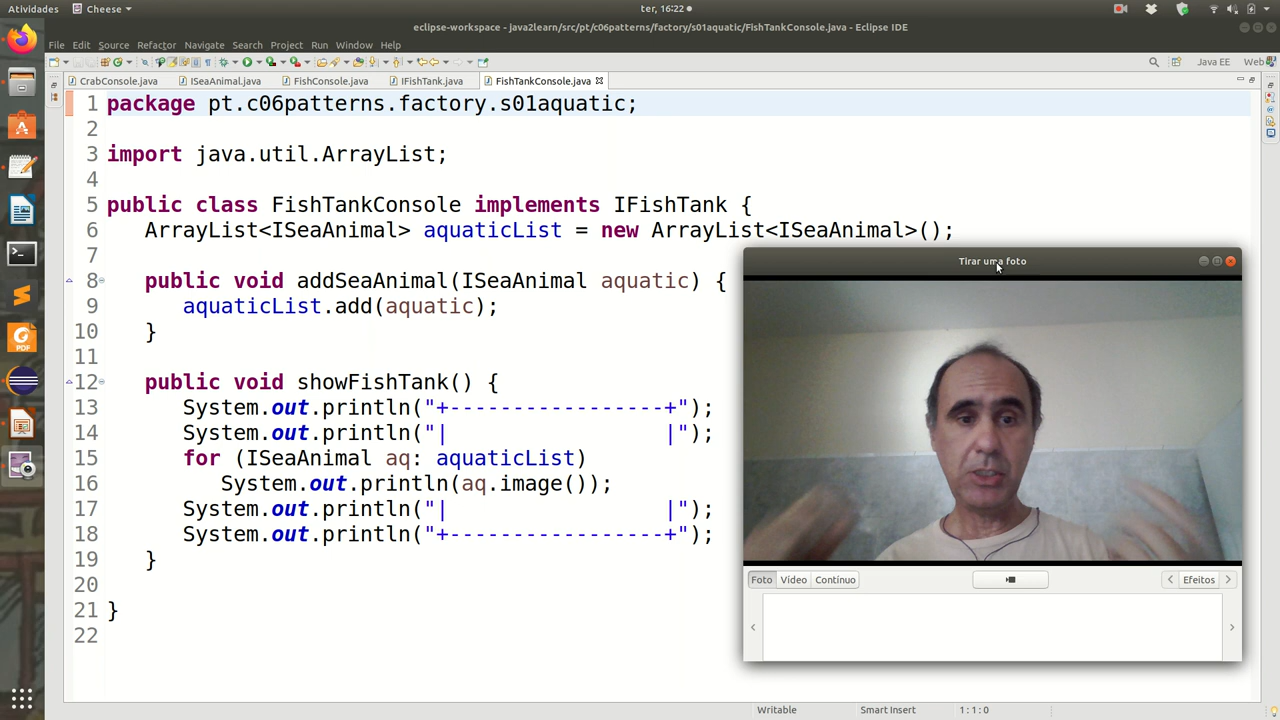 Atividades Cheese ter, 16:22
eclipse-workspace - java2learn/src/pt/c06patterns/factory/s01aquatic/FishTankConsole.java - Eclipse IDE
File Edit Source Refactor Navigate Search Project Run Window Help
Java EE Web
CrabConsole.java ISeaAnimal.java FishConsole.java IFishTank.java FishTankConsole.java
1 package pt.c06patterns.factory.s01aquatic;
2
3 import java.util.ArrayList;
4
5 public class FishTankConsole implements IFishTank {
6 ArrayList<ISeaAnimal> aquaticList = new ArrayList<ISeaAnimal>();
7
8 public void addSeaAnimal(ISeaAnimal aquatic) {
9 aquaticList.add(aquatic);
10 }
11
12 public void showFishTank() {
13 System.out.println("+-----------------+");
14 System.out.println("|                 |");
15 for (ISeaAnimal aq: aquaticList)
16 System.out.println(aq.image());
17 System.out.println("|                 |");
18 System.out.println("+-----------------+");
19 }
20
21 }
22
Tirar uma foto
Foto Vídeo Contínuo Efeitos
PDF
Writable Smart Insert 1 : 1 : 0